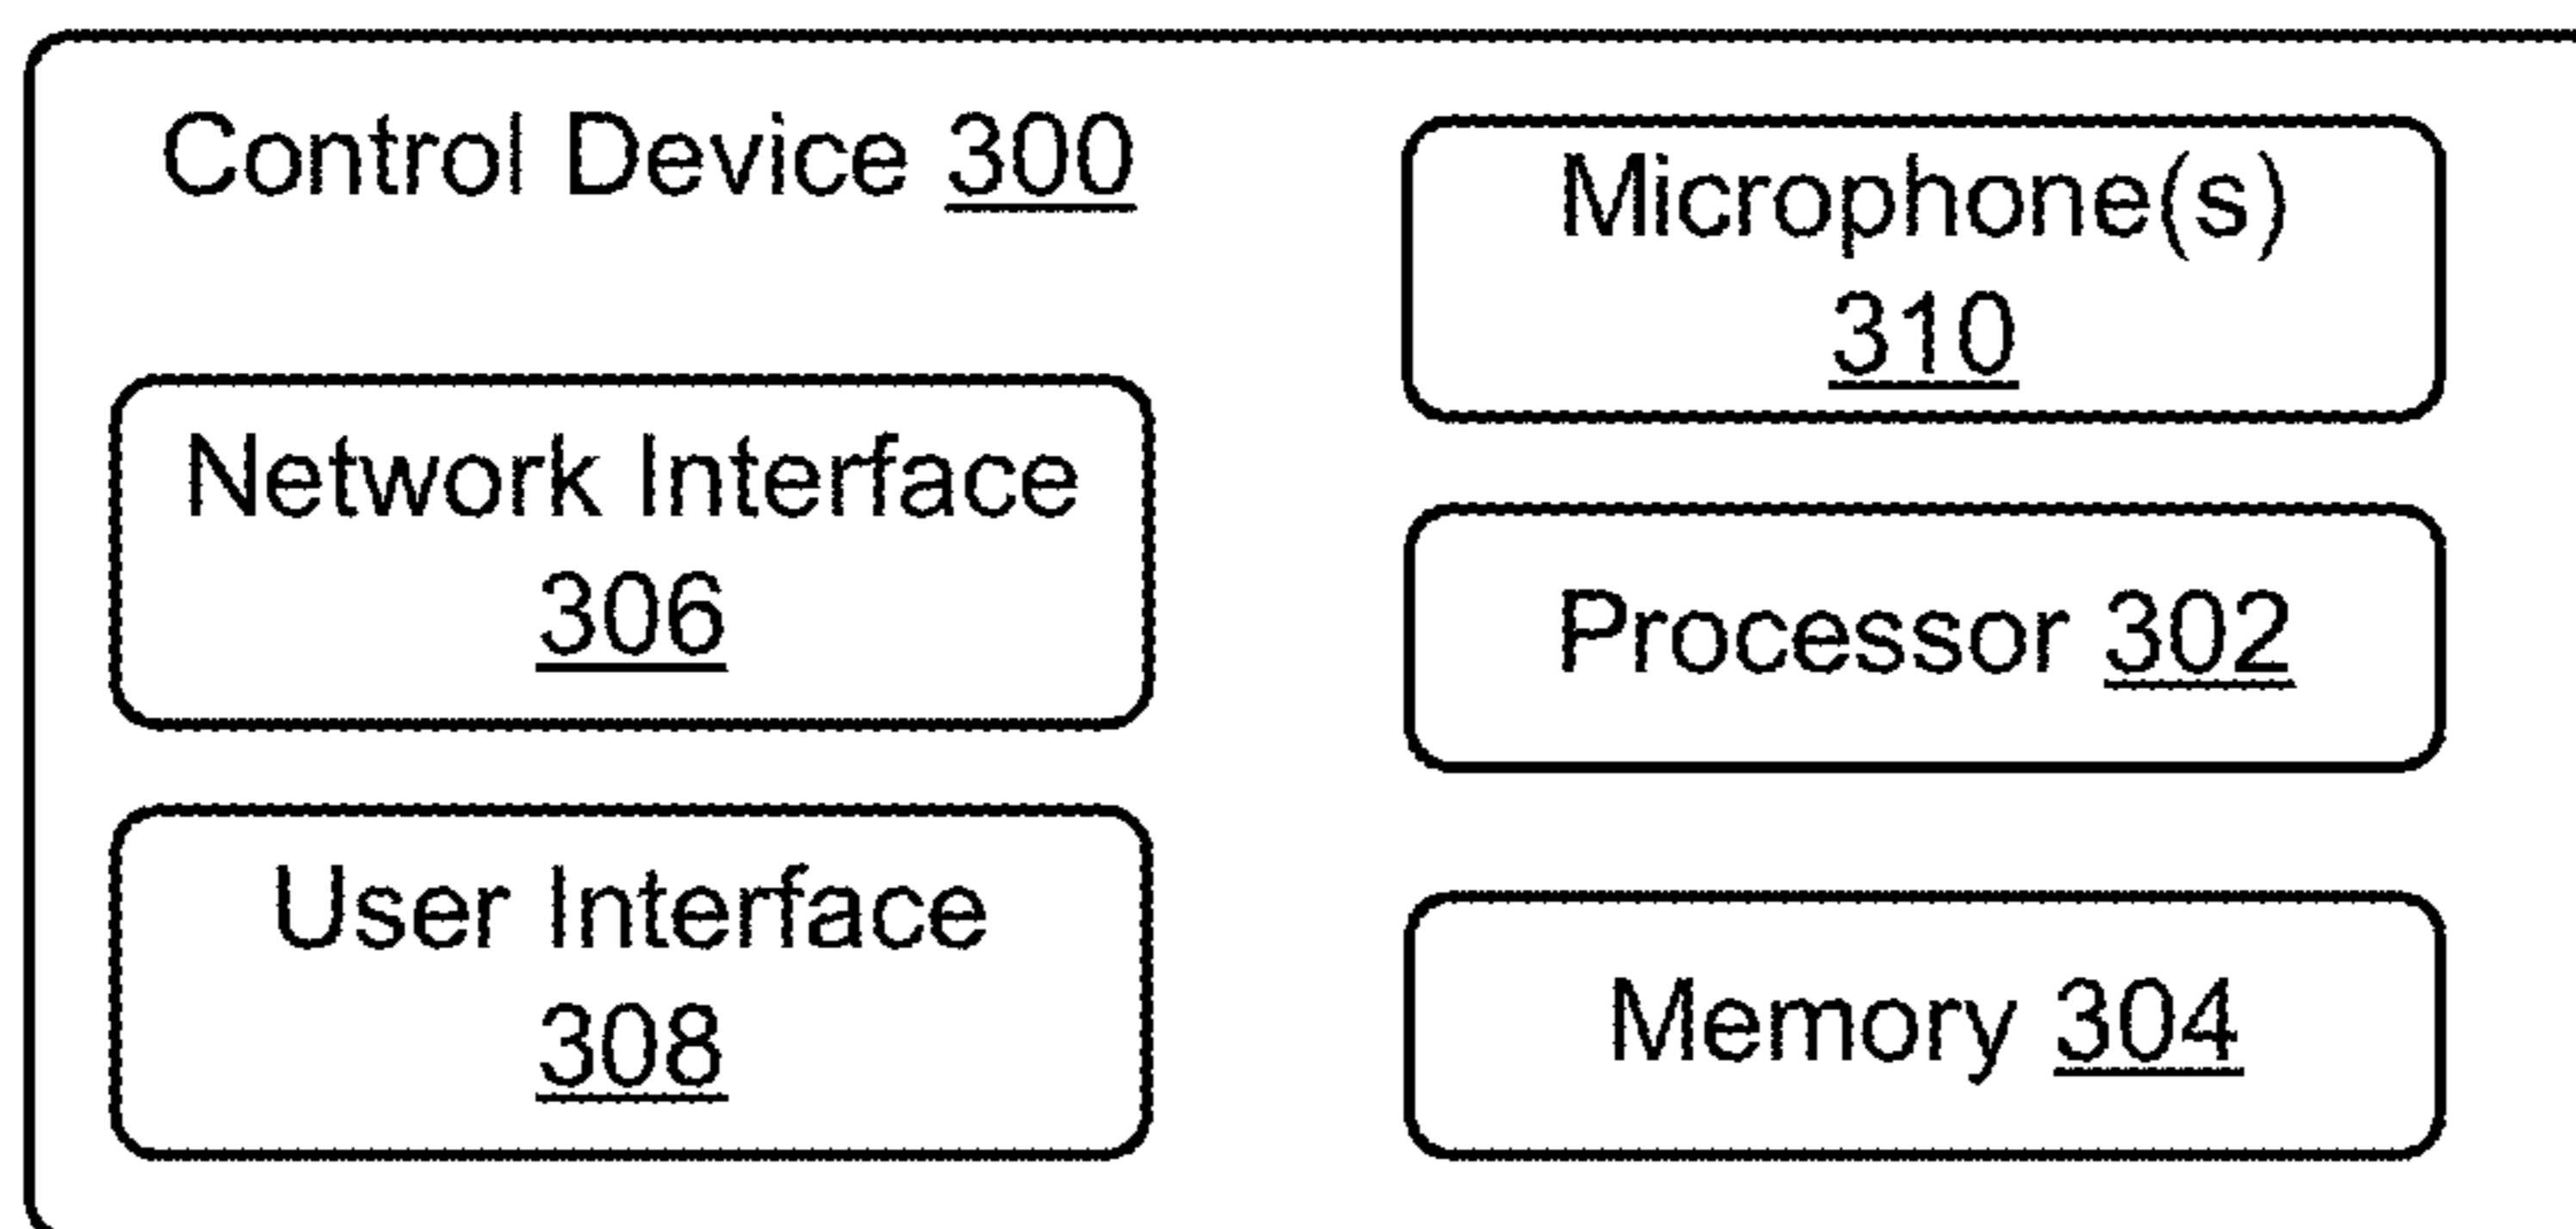 Control Device 300
Network Interface
306
User Interface
308
Microphone(s)
310
Processor 302
Memory 304